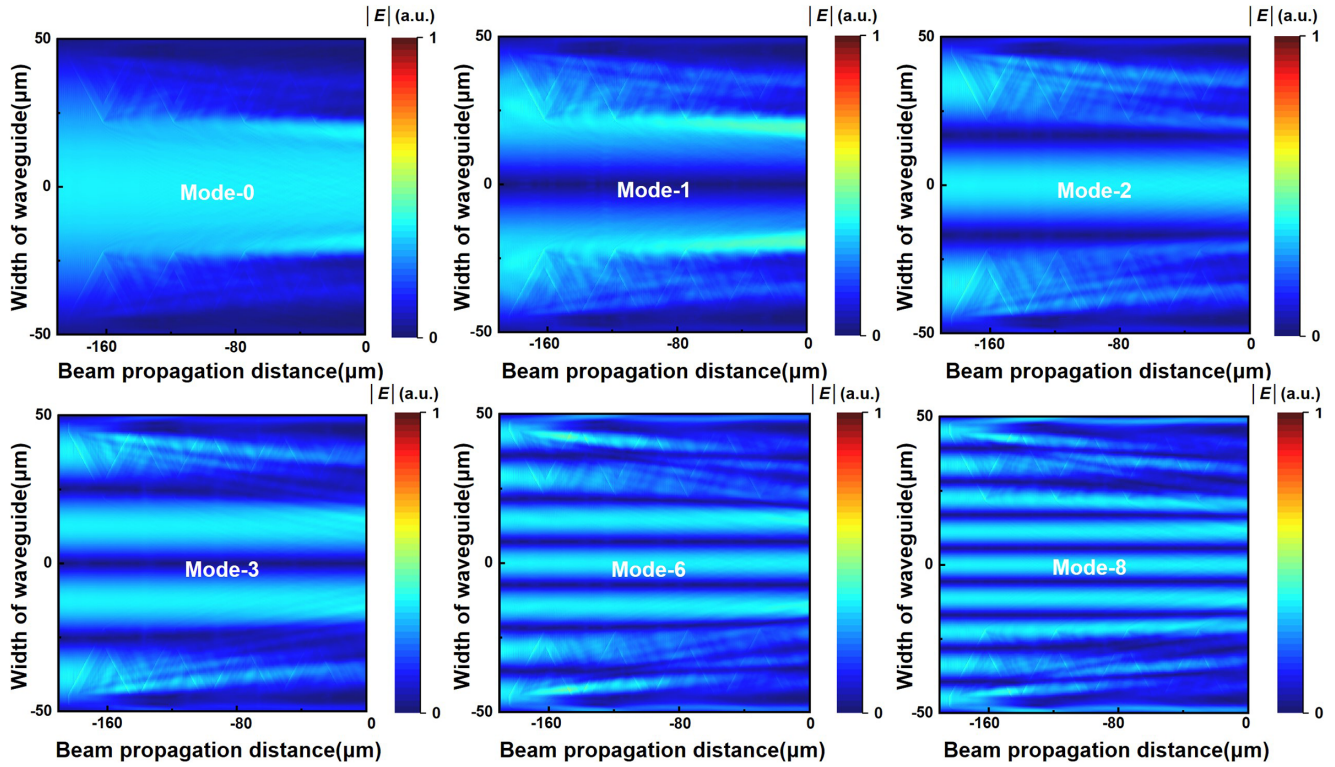 │E│(a.u.)
50
1
Width of waveguide(μm)
0
Mode-0
-50
0
-160
-80
0
Beam propagation distance(μm)
│E│(a.u.)
50
1
Width of waveguide(μm)
0
Mode-1
-50
0
-160
-80
0
Beam propagation distance(μm)
│E│(a.u.)
50
1
Width of waveguide(μm)
0
Mode-2
-50
0
-160
-80
0
Beam propagation distance(μm)
│E│(a.u.)
50
1
Width of waveguide(μm)
0
Mode-3
-50
0
-160
-80
0
Beam propagation distance(μm)
│E│(a.u.)
50
1
Width of waveguide(μm)
0
Mode-6
-50
0
-160
-80
0
Beam propagation distance(μm)
│E│(a.u.)
50
1
Width of waveguide(μm)
0
Mode-8
-50
0
-160
-80
0
Beam propagation distance(μm)